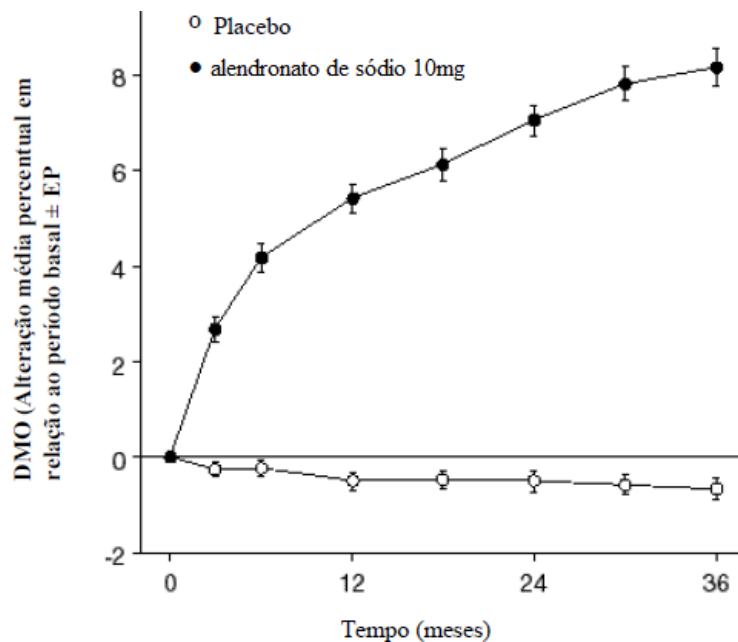 Placebo
alendronato de sódio 10mg
8
6
4
2
0
-2
DMO (Alteração média percentual em
relação ao período basal ± EP
0
12
24
36
Tempo (meses)